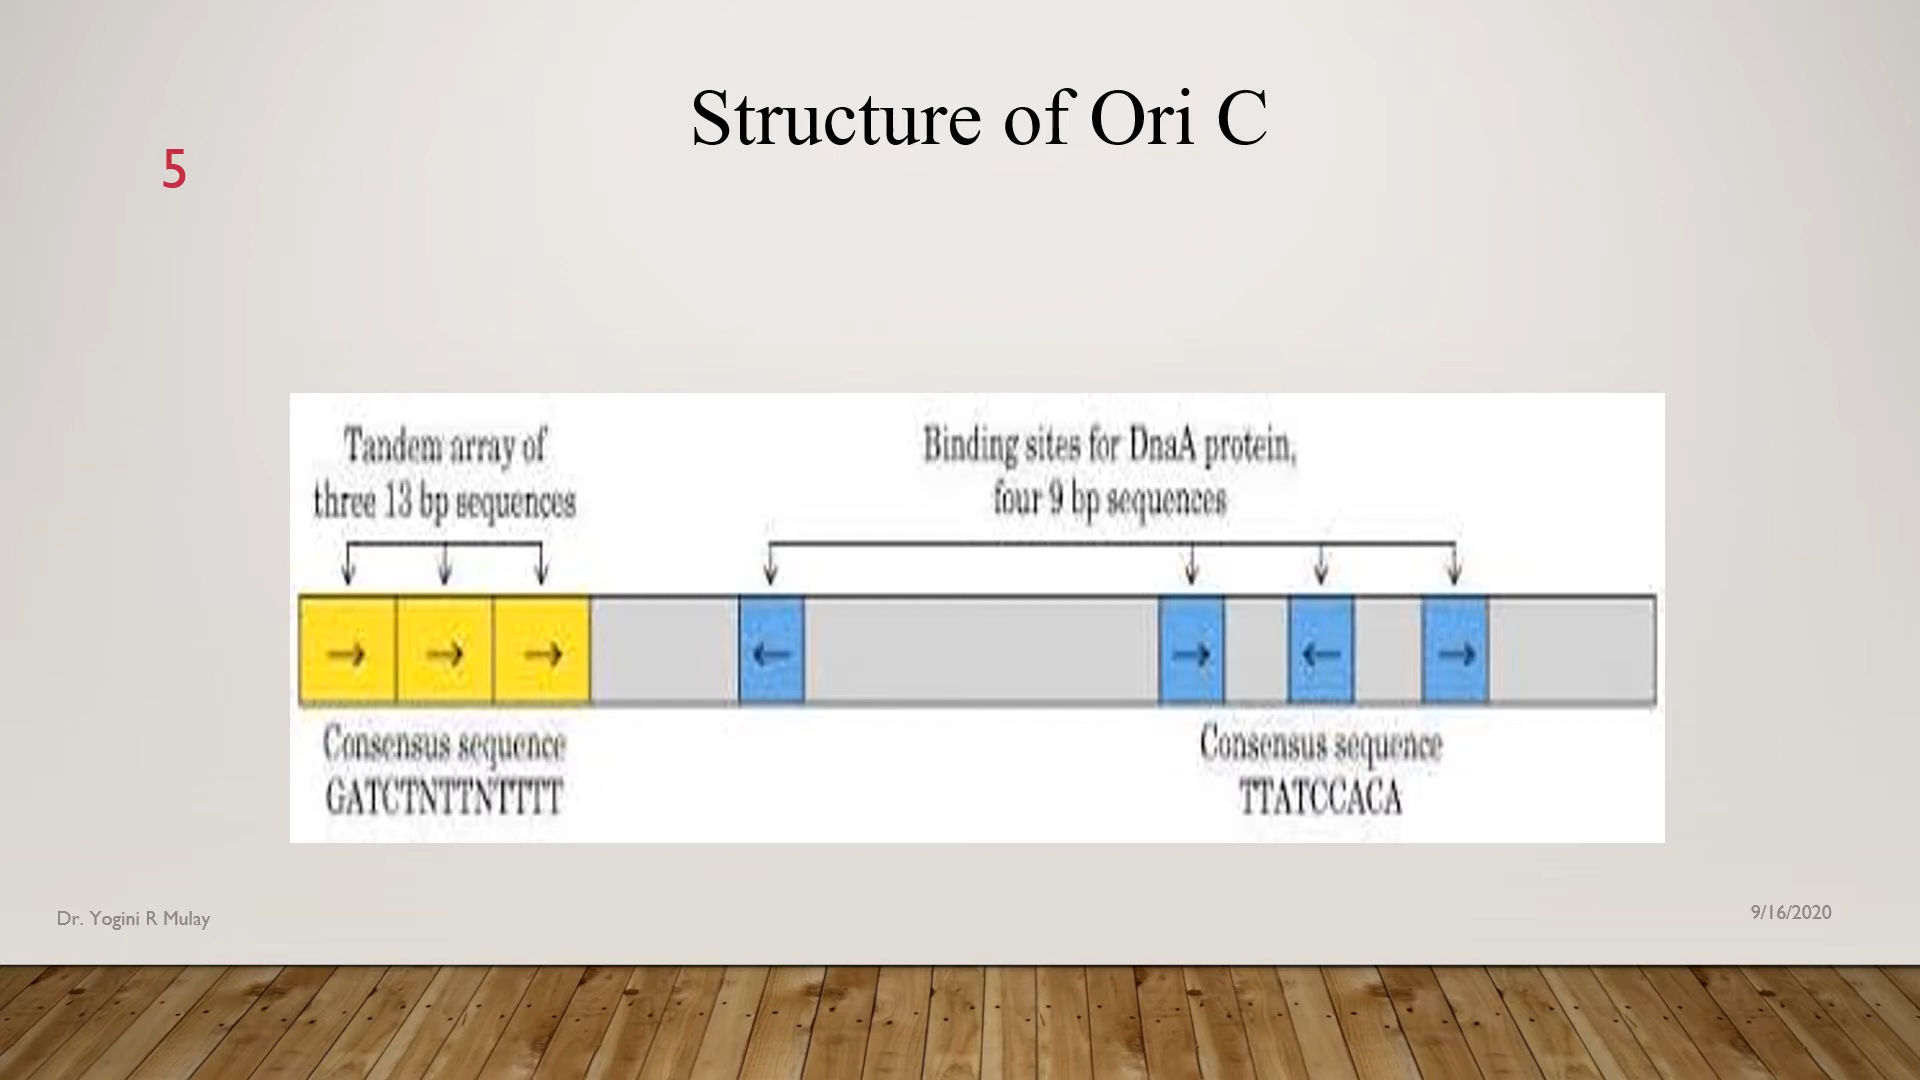 Structure of Ori C
5
Tandem array of
three 13 bp sequences
Binding sites for DnaA protein,
four 9 bp sequences
Consensus sequence
GATCTNTTNTTTT
Consensus sequence
TTATCCACA
Dr. Yogini R Mulay
9/16/2020